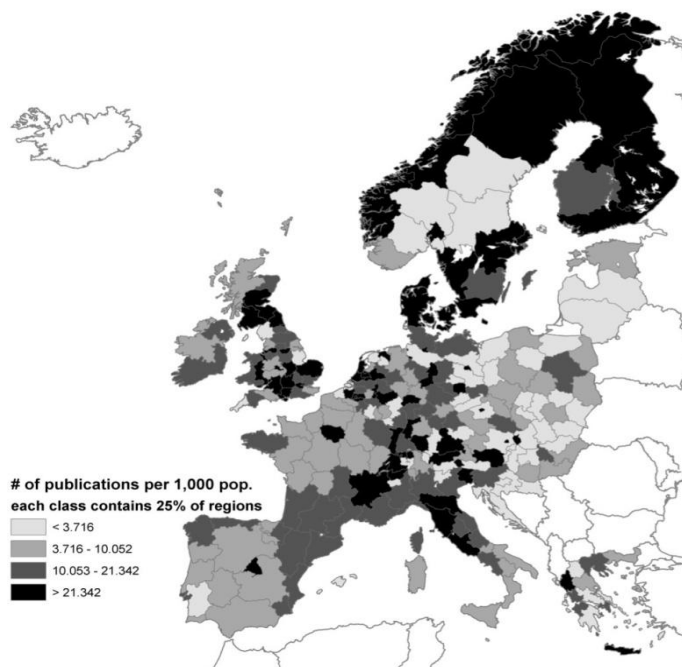 # of publications per 1,000 pop.
each class contains 25% of regions
< 3.716
3.716 - 10.052
10.053 - 21.342
> 21.342